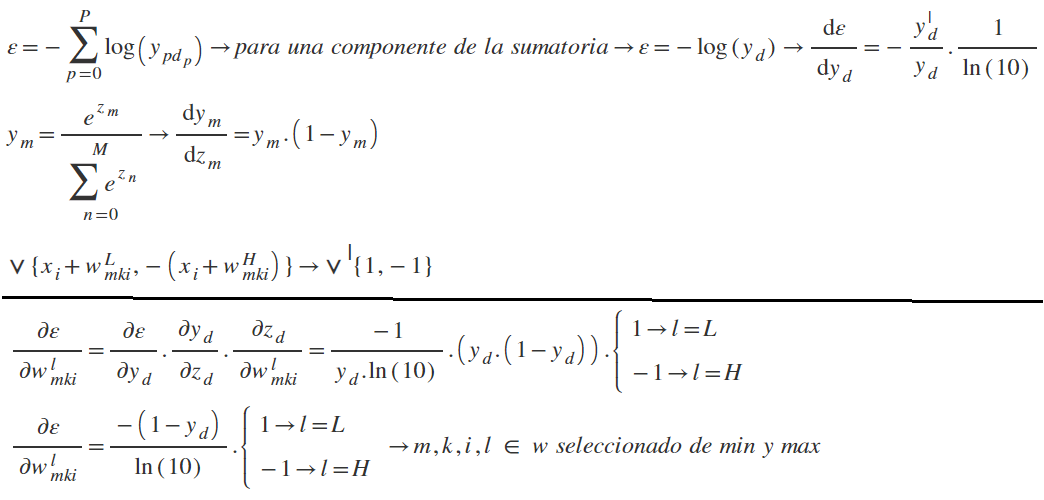 ε = − ∑_{p=0}^{P} log(y_{pd_p}) → para una componente de la sumatoria → ε = − log(y_d) → dε/dy_d = − y_d^|/y_d . 1/ln(10)
y_m = e^{z_m} / ∑_{n=0}^{M} e^{z_n} → dy_m/dz_m = y_m.(1 − y_m)
∨{x_i + w_{mki}^L, −(x_i + w_{mki}^H)} → ∨^|{1, −1}
∂ε/∂w_{mki}^l = ∂ε/∂y_d . ∂y_d/∂z_d . ∂z_d/∂w_{mki}^l = −1/(y_d.ln(10)) .(y_d.(1 − y_d)). { 1 → l = L; −1 → l = H
∂ε/∂w_{mki}^l = −(1 − y_d)/ln(10) . { 1 → l = L; −1 → l = H → m,k,i,l ∈ w seleccionado de min y max